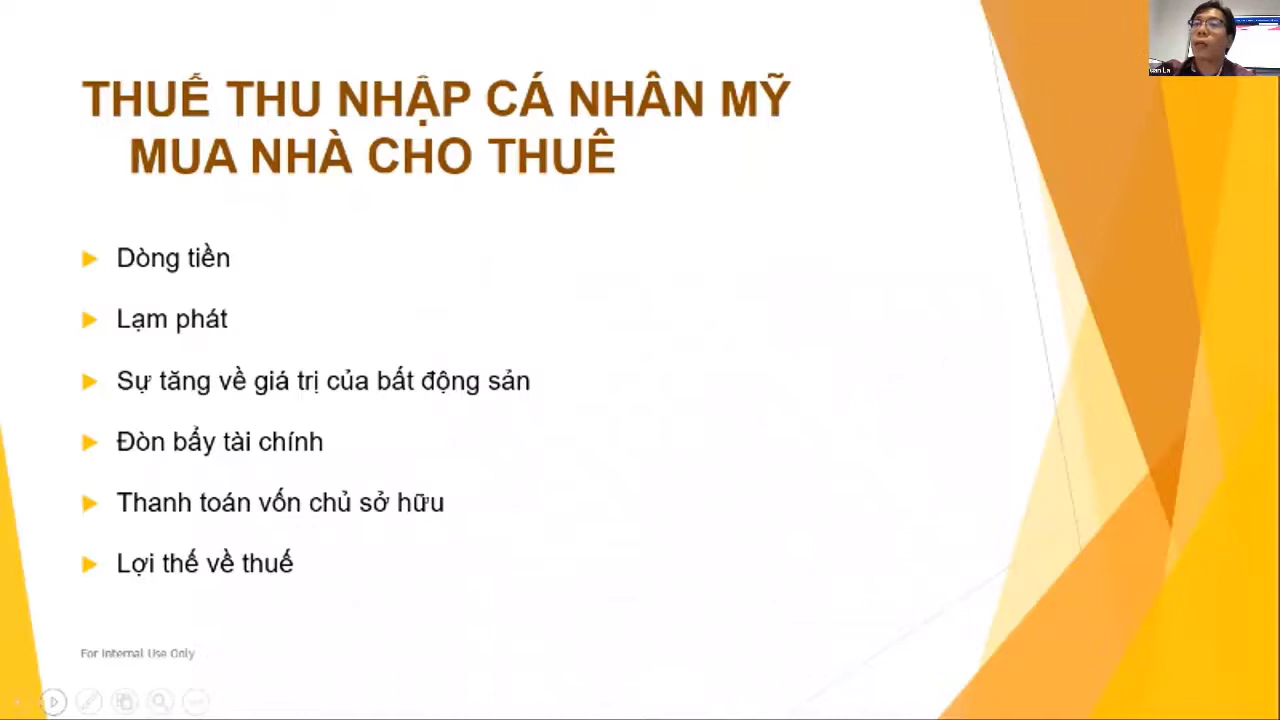 THUẾ THU NHẬP CÁ NHÂN MỸ
MUA NHÀ CHO THUÊ
Dòng tiền
Lạm phát
Sự tăng về giá trị của bất động sản
Đòn bẩy tài chính
Thanh toán vốn chủ sở hữu
Lợi thế về thuế
For Internal Use Only